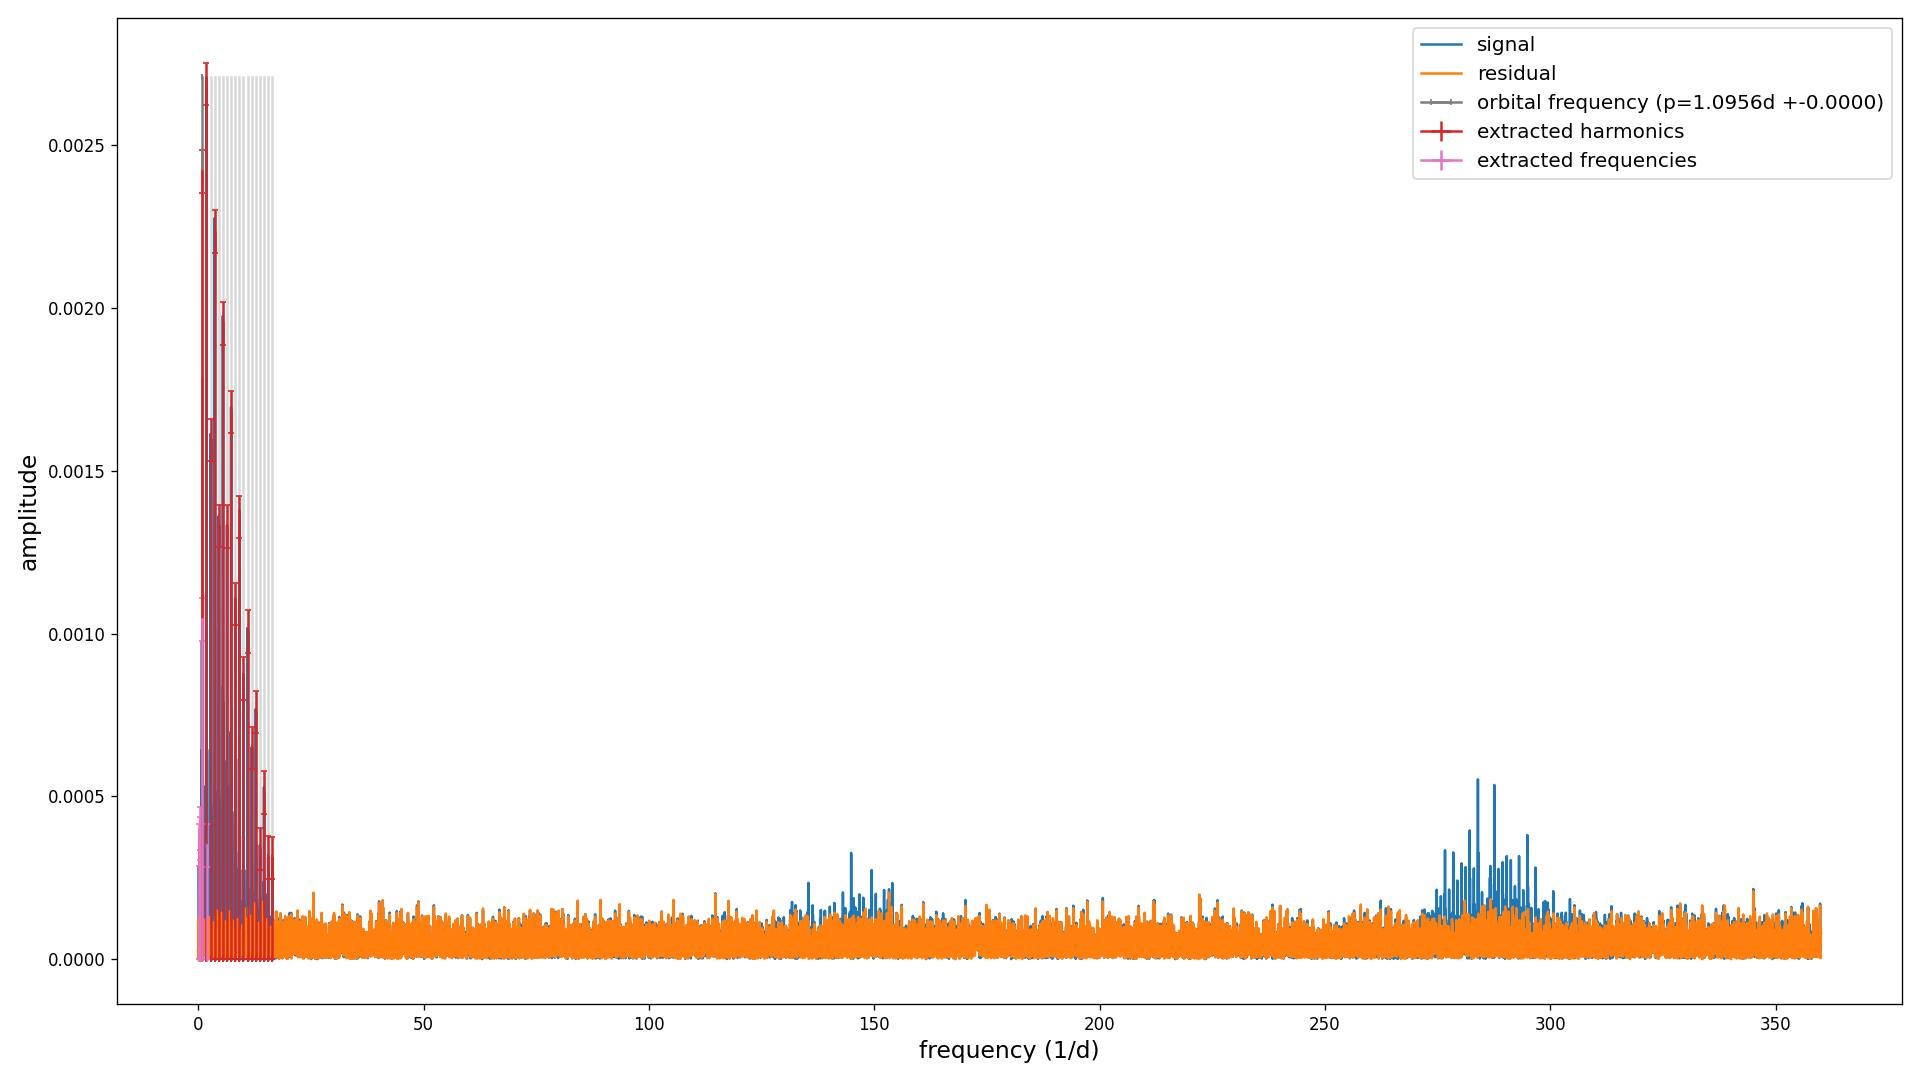 signal
residual
orbital frequency (p=1.0956d +-0.0000)
extracted harmonics
extracted frequencies
amplitude
0.0025
0.0020
0.0015
0.0010
0.0005
0.0000
0 50 100 150 200 250 300 350
frequency (1/d)